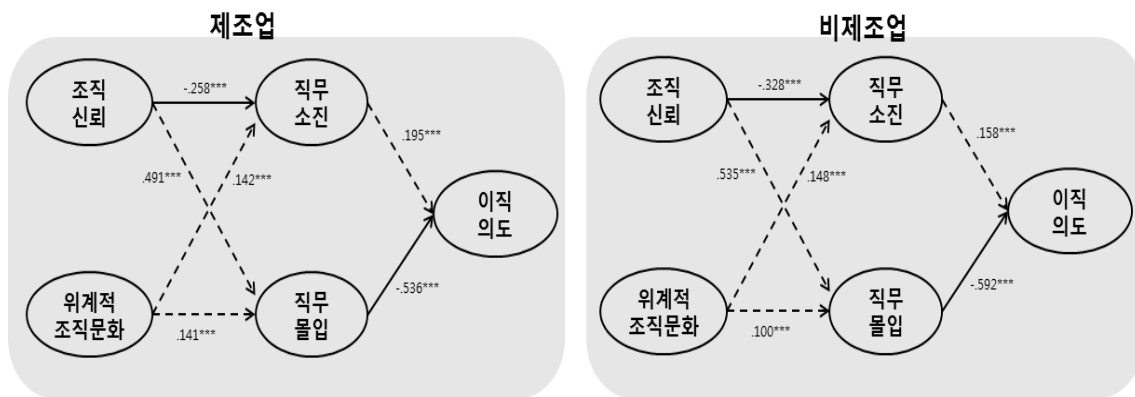 제조업
조직
신뢰
-.258***
직무
소진
.195***
.491***
.142***
이직
의도
위계적
조직문화
.141***
직무
몰입
-.536***
비제조업
조직
신뢰
-.328***
직무
소진
.158***
.535***
.148***
이직
의도
위계적
조직문화
.100***
직무
몰입
-.592***